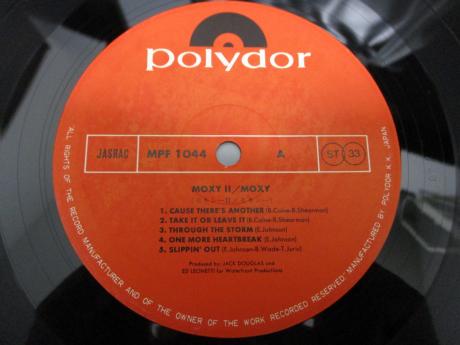 polydor
JASRAC MPF 1044 A ST 33
MOXY II／MOXY
1. CAUSE THERE'S ANOTHER (B.Caine-B.Shearman)
2. TAKE IT OR LEAVE IT (B.Caine-B.Shearman)
3. THROUGH THE STORM (E.Johnson)
4. ONE MORE HEARTBREAK (E.Johnson)
5. SLIPPIN' OUT (E.Johnson-B.Wade-T.Juric)
Produced by: JACK DOUGLAS and
ED LEONETTI for Waterfront Productions
ALL RIGHTS OF THE RECORD MANUFACTURER AND OF THE OWNER OF THE WORK RECORDED RESERVED. MANUFACTURED BY POLYDOR K.K. JAPAN